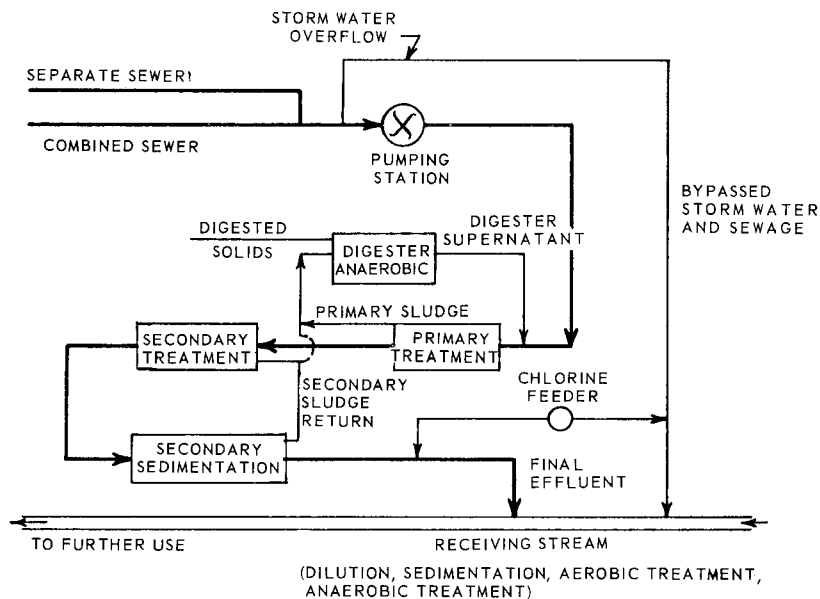 STORM WATER
OVERFLOW
SEPARATE SEWER)
COMBINED SEWER
PUMPING
STATION
BYPASSED
STORM WATER
AND SEWAGE
DIGESTED
SOLIDS
DIGESTER
ANAEROBIC
DIGESTER
SUPERNATANT
PRIMARY SLUDGE
SECONDARY
TREATMENT
PRIMARY
TREATMENT
SECONDARY
SLUDGE
RETURN
CHLORINE
FEEDER
SECONDARY
SEDIMENTATION
FINAL
EFFLUENT
TO FURTHER USE
RECEIVING STREAM
(DILUTION, SEDIMENTATION, AEROBIC TREATMENT,
ANAEROBIC TREATMENT)